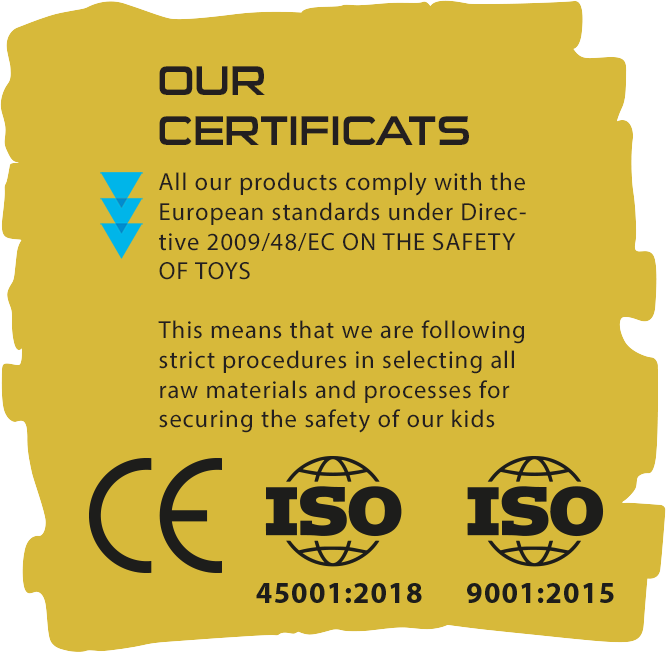 OUR
CERTIFICATS
All our products comply with the
European standards under Direc-
tive 2009/48/EC ON THE SAFETY
OF TOYS
This means that we are following
strict procedures in selecting all
raw materials and processes for
securing the safety of our kids
CE
ISO
45001:2018
ISO
9001:2015